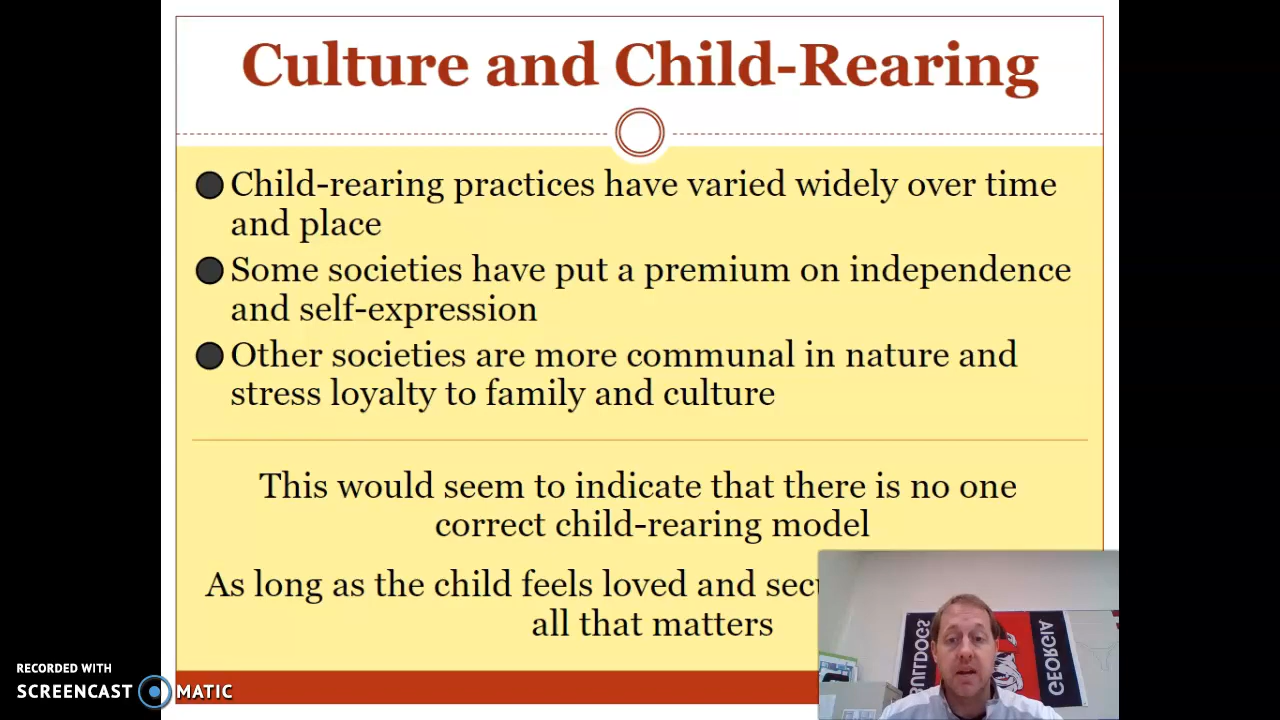 Culture and Child-Rearing
Child-rearing practices have varied widely over time
and place
Some societies have put a premium on independence
and self-expression
Other societies are more communal in nature and
stress loyalty to family and culture
This would seem to indicate that there is no one
correct child-rearing model
As long as the child feels loved and
all that matters
BULLDOGS
GEORGIA
RECORDED WITH
SCREENCAST MATIC